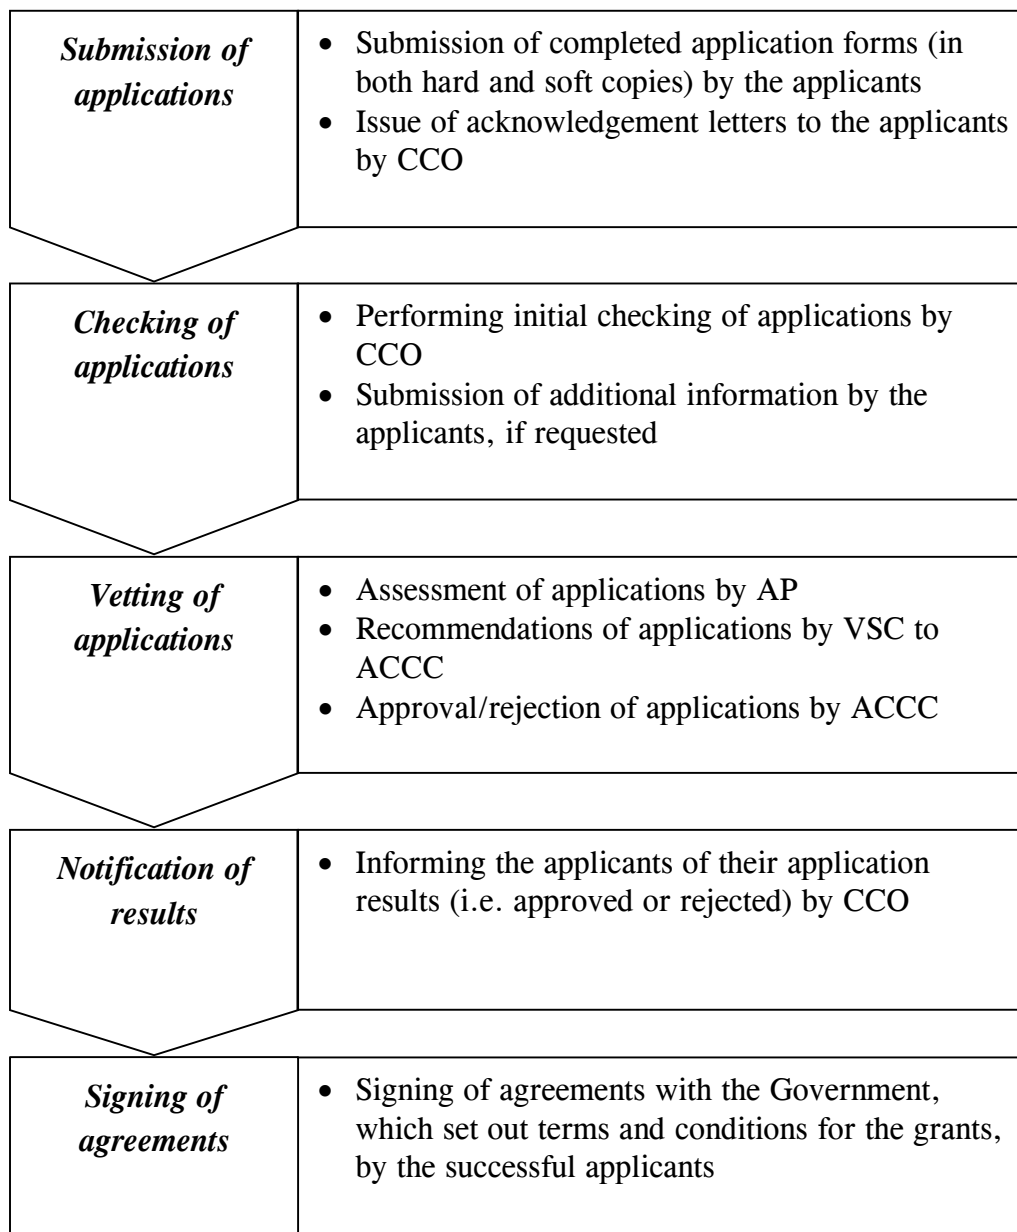 Submission of
applications
• Submission of completed application forms (in
both hard and soft copies) by the applicants
• Issue of acknowledgement letters to the applicants
by CCO
Checking of
applications
• Performing initial checking of applications by
CCO
• Submission of additional information by the
applicants, if requested
Vetting of
applications
• Assessment of applications by AP
• Recommendations of applications by VSC to
ACCC
• Approval/rejection of applications by ACCC
Notification of
results
• Informing the applicants of their application
results (i.e. approved or rejected) by CCO
Signing of
agreements
• Signing of agreements with the Government,
which set out terms and conditions for the grants,
by the successful applicants